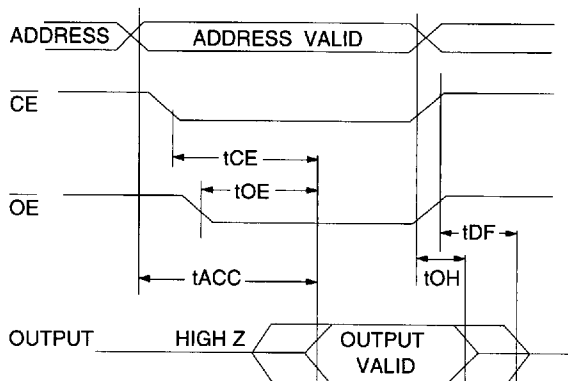 ADDRESS ADDRESS VALID
CE
tCE
tOE
OE
tDF
tACC
tOH
OUTPUT HIGH Z OUTPUT
VALID